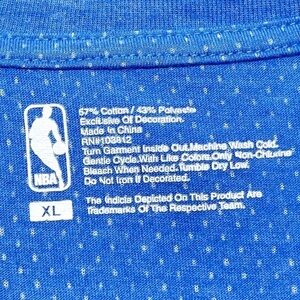 57% Cotton / 43% Polyester
Exclusive Of Decoration.
Made in China
RN#103812
Turn Garment Inside Out.Machine Wash Cold.
Gentle Cycle.With Like Colors.Only Non-Chlorine
Bleach When Needed. Tumble Dry Low.
Do Not Iron If Decorated.
NBA
XL
The Indicia Depicted On This Product Are
Trademarks Of The Respective Team.